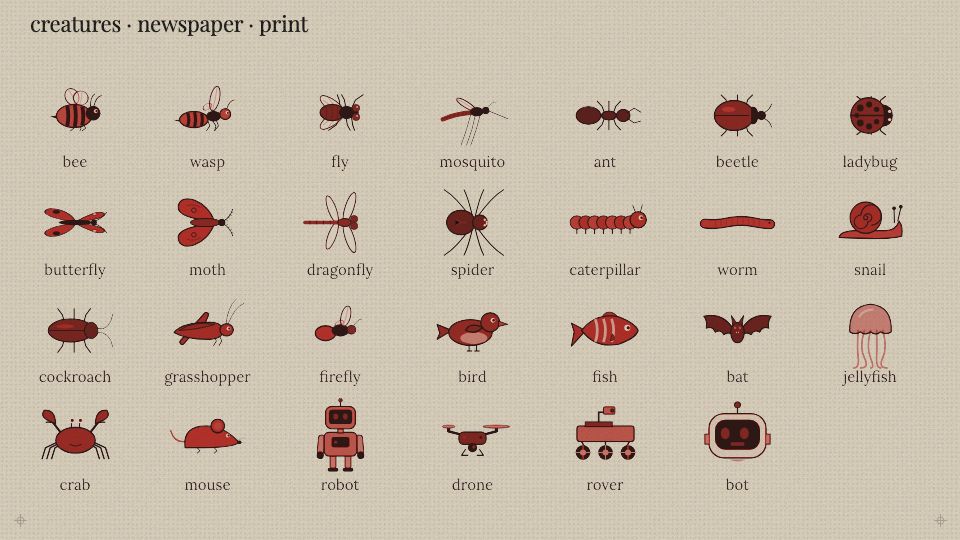 creatures · newspaper · print
bee wasp fly mosquito ant beetle ladybug
butterfly moth dragonfly spider caterpillar worm snail
cockroach grasshopper firefly bird fish bat jellyfish
crab mouse robot drone rover bot